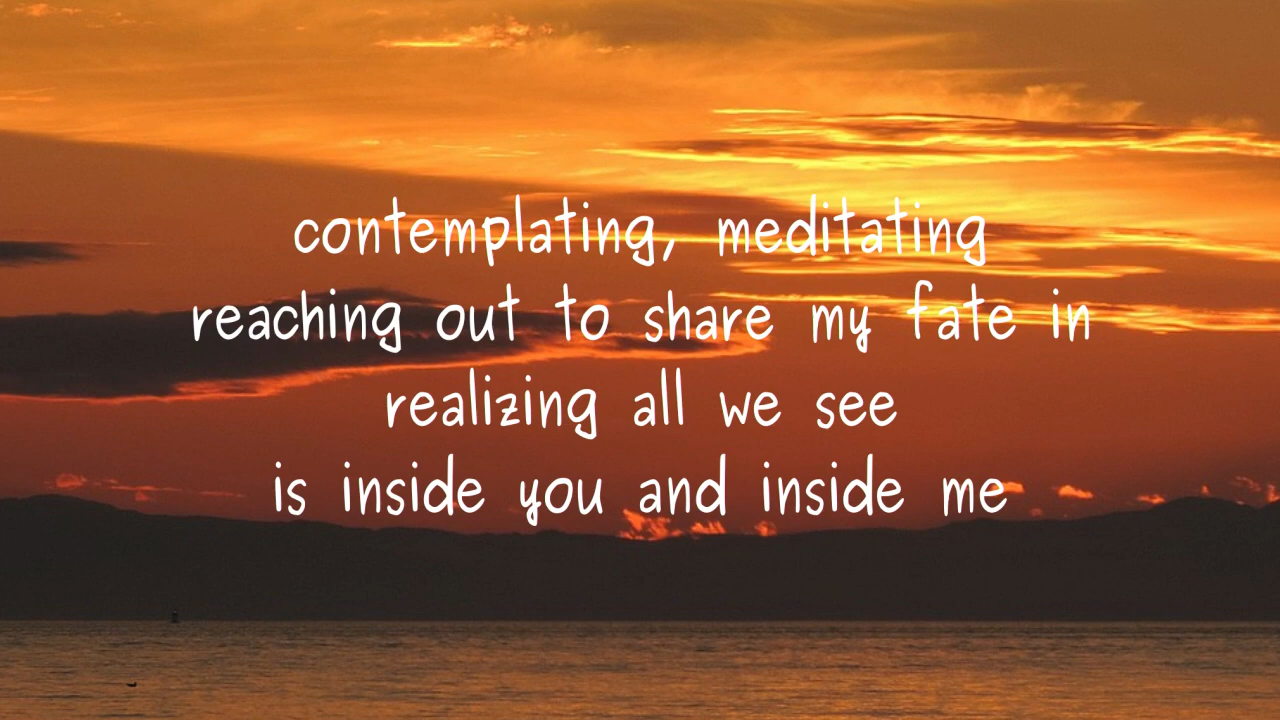 contemplating, meditating
reaching out to share my fate in
realizing all we see
is inside you and inside me